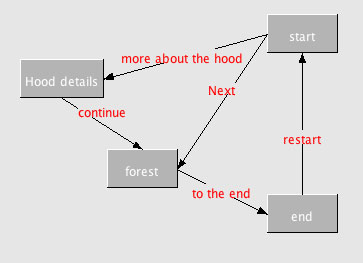 start
more about the hood
Hood details
Next
continue
restart
forest
to the end
end